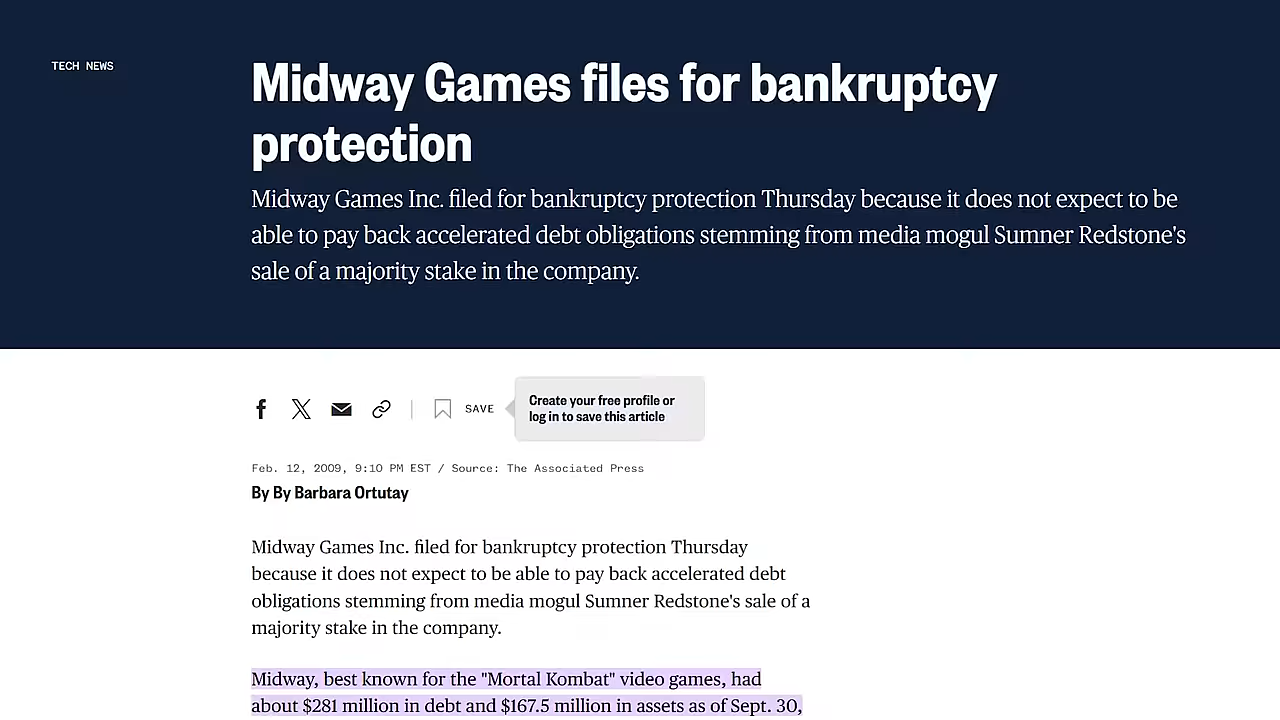 TECH NEWS
Midway Games files for bankruptcy
protection
Midway Games Inc. filed for bankruptcy protection Thursday because it does not expect to be
able to pay back accelerated debt obligations stemming from media mogul Sumner Redstone's
sale of a majority stake in the company.
SAVE
Create your free profile or
log in to save this article
Feb. 12, 2009, 9:10 PM EST / Source: The Associated Press
By By Barbara Ortutay
Midway Games Inc. filed for bankruptcy protection Thursday
because it does not expect to be able to pay back accelerated debt
obligations stemming from media mogul Sumner Redstone's sale of a
majority stake in the company.
Midway, best known for the "Mortal Kombat" video games, had
about $281 million in debt and $167.5 million in assets as of Sept. 30,